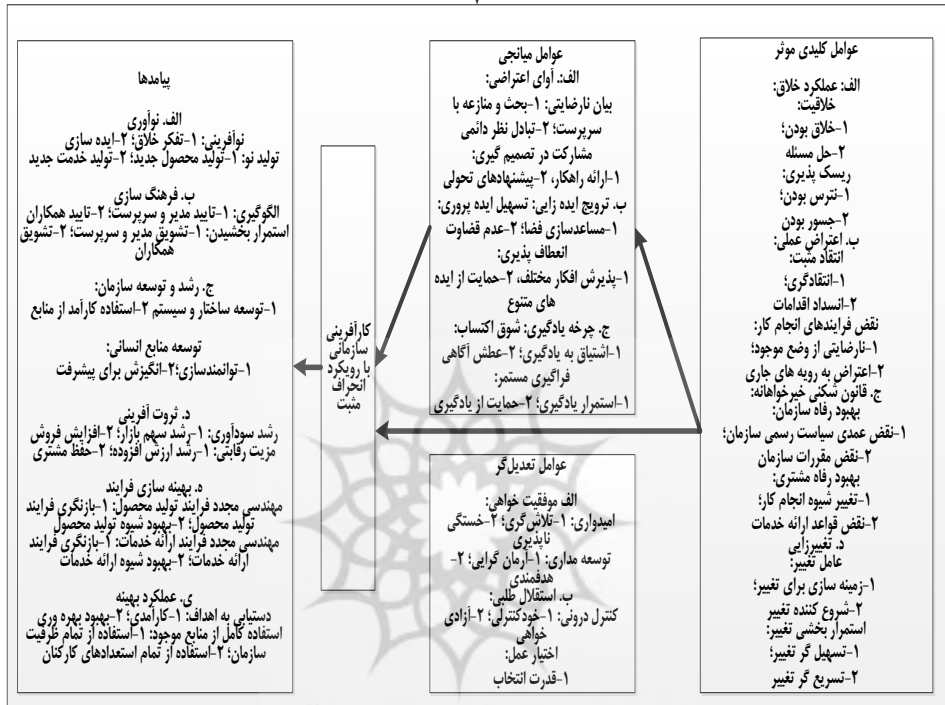 عوامل کلیدی موثر
الف: عملکرد خلاق:
خلاقیت:
۱-خلاق بودن؛
۲-حل مسئله
ریسک پذیری:
۱-نترس بودن؛
۲-جسور بودن
ب. اعتراض عملی:
انتقاد مثبت:
۱-انتقادگری؛
۲-انسداد اقدامات
نقض فرایندهای انجام کار:
۱-نارضایتی از وضع موجود؛
۲-اعتراض به رویه های جاری
ج. قانون شکنی خیرخواهانه:
بهبود رفاه سازمان:
۱-نقض عمدی سیاست رسمی سازمان؛
۲-نقض مقررات سازمان
بهبود رفاه مشتری:
۱-تغییر شیوه انجام کار؛
۲-نقض قواعد ارائه خدمات
د. تغییرزایی
عامل تغییر:
۱-زمینه سازی برای تغییر؛
۲-شروع کننده تغییر
استمرار بخشی تغییر:
۱-تسهیل گر تغییر؛
۲-تسریع گر تغییر
عوامل میانجی
الف: آوای اعتراضی:
بیان نارضایتی: ۱-بحث و منازعه با
سرپرست؛ ۲-تبادل نظر دائمی
مشارکت در تصمیم گیری:
۱-ارائه راهکار، ۲-پیشنهادهای تحولی
ب. ترویج ایده زایی: تسهیل ایده پروری:
۱-مساعدسازی فضا؛ ۲-عدم قضاوت
انعطاف پذیری:
۱-پذیرش افکار مختلف، ۲-حمایت از ایده
های متنوع
ج. چرخه یادگیری: شوق اکتساب:
۱-اشتیاق به یادگیری؛ ۲-عطش آگاهی
فراگیری مستمر:
۱-استمرار یادگیری؛ ۲-حمایت از یادگیری
عوامل تعدیل‌گر
الف موفقیت خواهی:
امیدواری: ۱-تلاش‌گری؛ ۲-خستگی
ناپذیری
توسعه مداری: ۱-آرمان گرایی؛ ۲-
هدفمندی
ب. استقلال طلبی:
کنترل درونی: ۱-خودکنترلی؛ ۲-آزادی
خواهی
اختیار عمل:
۱-قدرت انتخاب
کارآفرینی
سازمانی
با رویکرد
انحراف
مثبت
پیامدها
الف. نوآوری
نوآفرینی: ۱-تفکر خلاق؛ ۲-ایده سازی
تولید نو: ۱-تولید محصول جدید؛ ۲-تولید خدمت جدید
ب. فرهنگ سازی
الگوگیری: ۱-تایید مدیر و سرپرست؛ ۲-تایید همکاران
استمرار بخشیدن: ۱-تشویق مدیر و سرپرست؛ ۲-تشویق
همکاران
ج. رشد و توسعه سازمان:
۱-توسعه ساختار و سیستم ۲-استفاده کارآمد از منابع
توسعه منابع انسانی:
۱-توانمندسازی؛۲-انگیزش برای پیشرفت
د. ثروت آفرینی
رشد سودآوری: ۱-رشد سهم بازار؛ ۲-افزایش فروش
مزیت رقابتی: ۱-رشد ارزش افزوده؛ ۲-حفظ مشتری
ه. بهینه سازی فرایند
مهندسی مجدد فرایند تولید محصول: ۱-بازنگری فرایند
تولید محصول؛ ۲-بهبود شیوه تولید محصول
مهندسی مجدد فرآیند ارائه خدمات: ۱-بازنگری فرایند
ارائه خدمات؛ ۲-بهبود شیوه ارائه خدمات
ی. عملکرد بهینه
دستیابی به اهداف: ۱-کارآمدی؛ ۲-بهبود بهره وری
استفاده کامل از منابع موجود: ۱-استفاده از تمام ظرفیت
سازمان؛ ۲-استفاده از تمام استعدادهای کارکنان